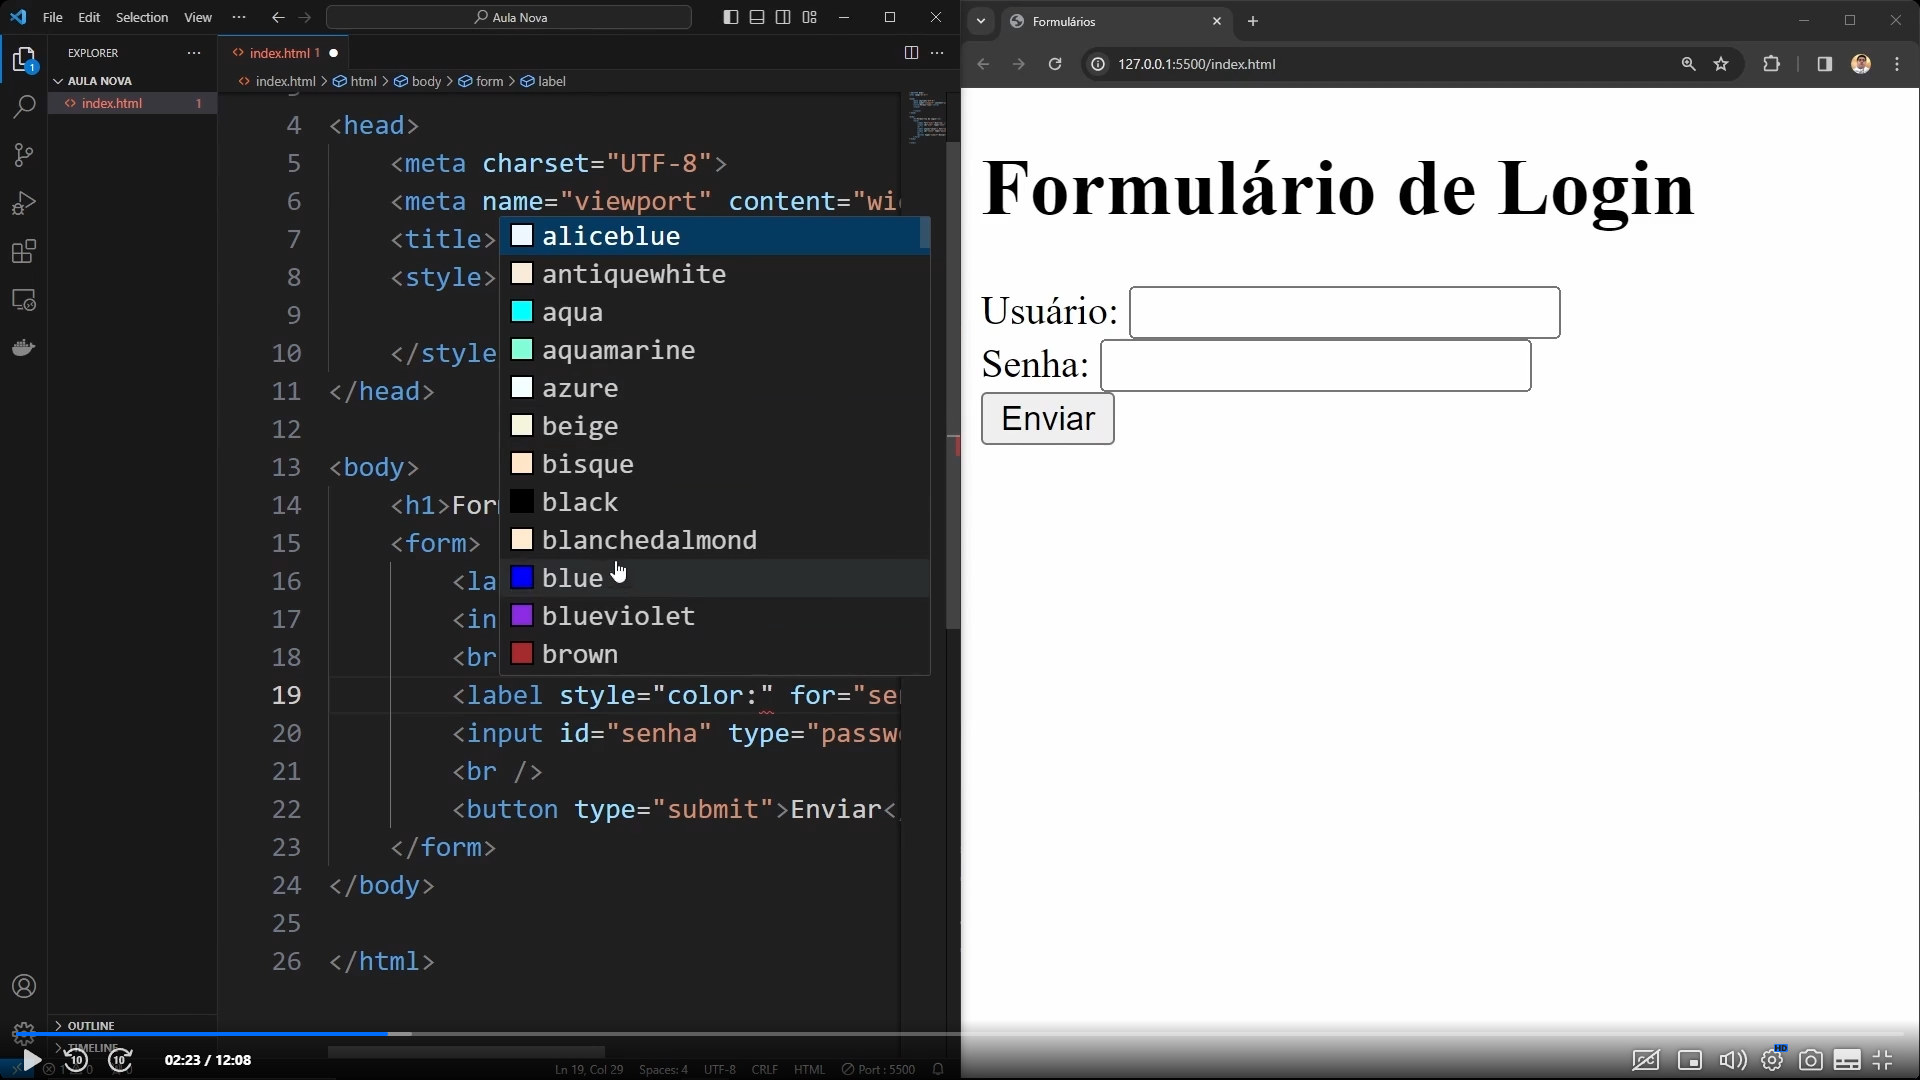 File Edit Selection View ··· Aula Nova
EXPLORER ···
AULA NOVA
index.html 1
index.html 1
index.html > html > body > form > label
4 <head>
5 <meta charset="UTF-8">
6 <meta name="viewport" content="wi
7 <title>
8 <style>
9
10 </style
11 </head>
12
13 <body>
14 <h1>For
15 <form>
16 <la
17 <in
18 <br
19 <label style="color:" for="se
20 <input id="senha" type="passw
21 <br />
22 <button type="submit">Enviar<
23 </form>
24 </body>
25
26 </html>
aliceblue
antiquewhite
aqua
aquamarine
azure
beige
bisque
black
blanchedalmond
blue
blueviolet
brown
OUTLINE
TIMELINE
1
Ln 19, Col 29 Spaces: 4 UTF-8 CRLF HTML Port : 5500
Formulários
127.0.0.1:5500/index.html
Formulário de Login
Usuário:
Senha:
Enviar
10 10 02:23 / 12:08
HD